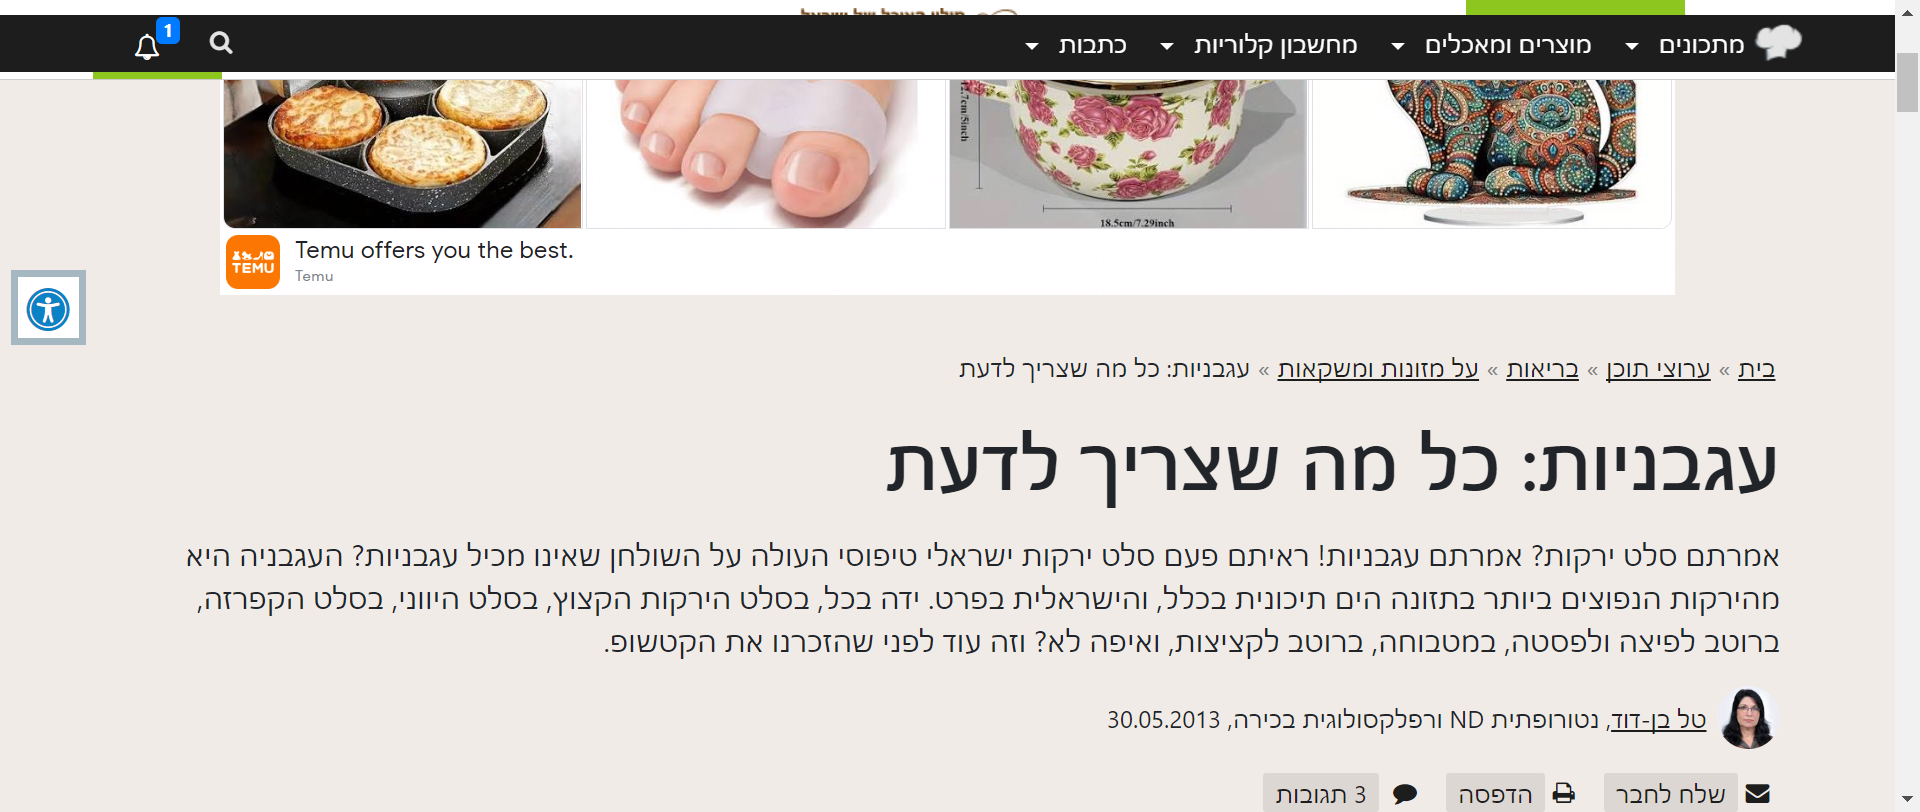 מתכונים
מוצרים ומאכלים
מחשבון קלוריות
כתבות
1
18.5cm/7.29inch
TEMU
Temu offers you the best.
Temu
בית » ערוצי תוכן » בריאות » על מזונות ומשקאות » עגבניות: כל מה שצריך לדעת
עגבניות: כל מה שצריך לדעת
אמרתם סלט ירקות? אמרתם עגבניות! ראיתם פעם סלט ירקות ישראלי טיפוסי העולה על השולחן שאינו מכיל עגבניות? העגבניה היא
מהירקות הנפוצים ביותר בתזונה הים תיכונית בכלל, והישראלית בפרט. ידה בכל, בסלט הירקות הקצוץ, בסלט היווני, בסלט הקפרזה,
ברוטב לפיצה ולפסטה, במטבוחה, ברוטב לקציצות, ואיפה לא? וזה עוד לפני שהזכרנו את הקטשופ.
טל בן-דוד, נטורופתית ND ורפלקסולוגית בכירה, 30.05.2013
שלח לחבר
הדפסה
3 תגובות